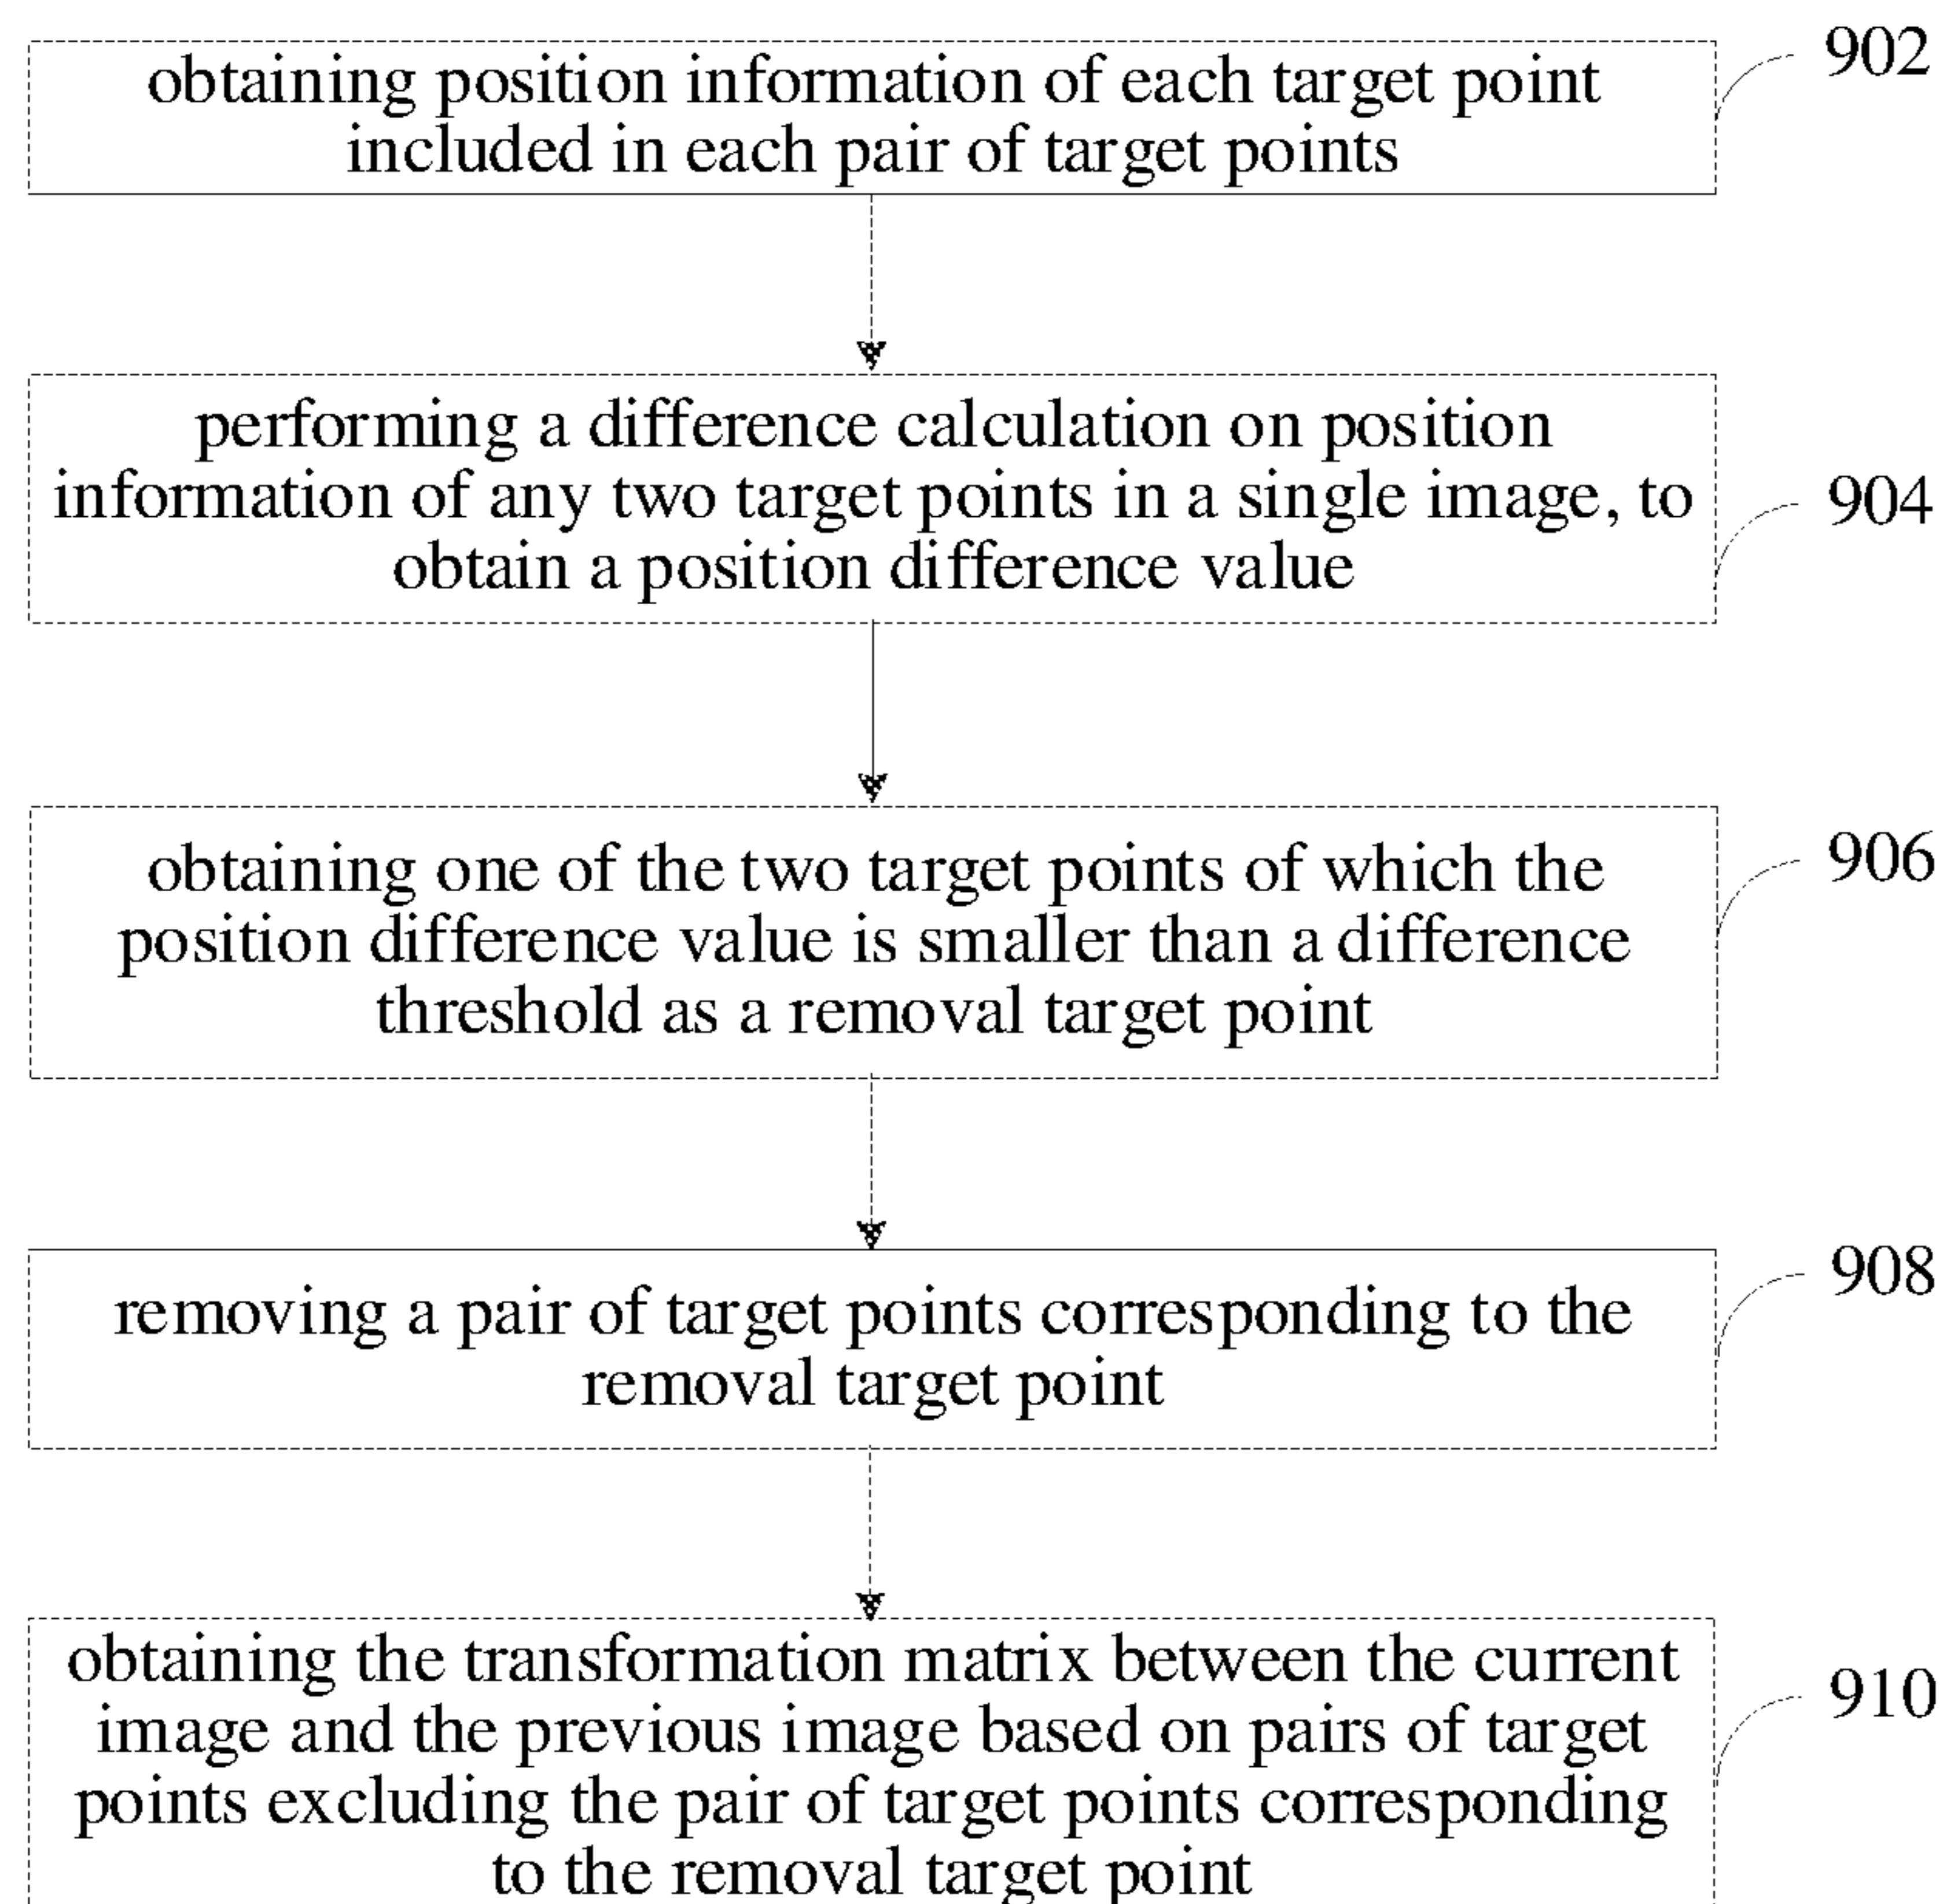 obtaining position information of each target point
included in each pair of target points
902
performing a difference calculation on position
information of any two target points in a single image, to
obtain a position difference value
904
obtaining one of the two target points of which the
position difference value is smaller than a difference
threshold as a removal target point
906
removing a pair of target points corresponding to the
removal target point
908
obtaining the transformation matrix between the current
image and the previous image based on pairs of target
points excluding the pair of target points corresponding
to the removal target point
910